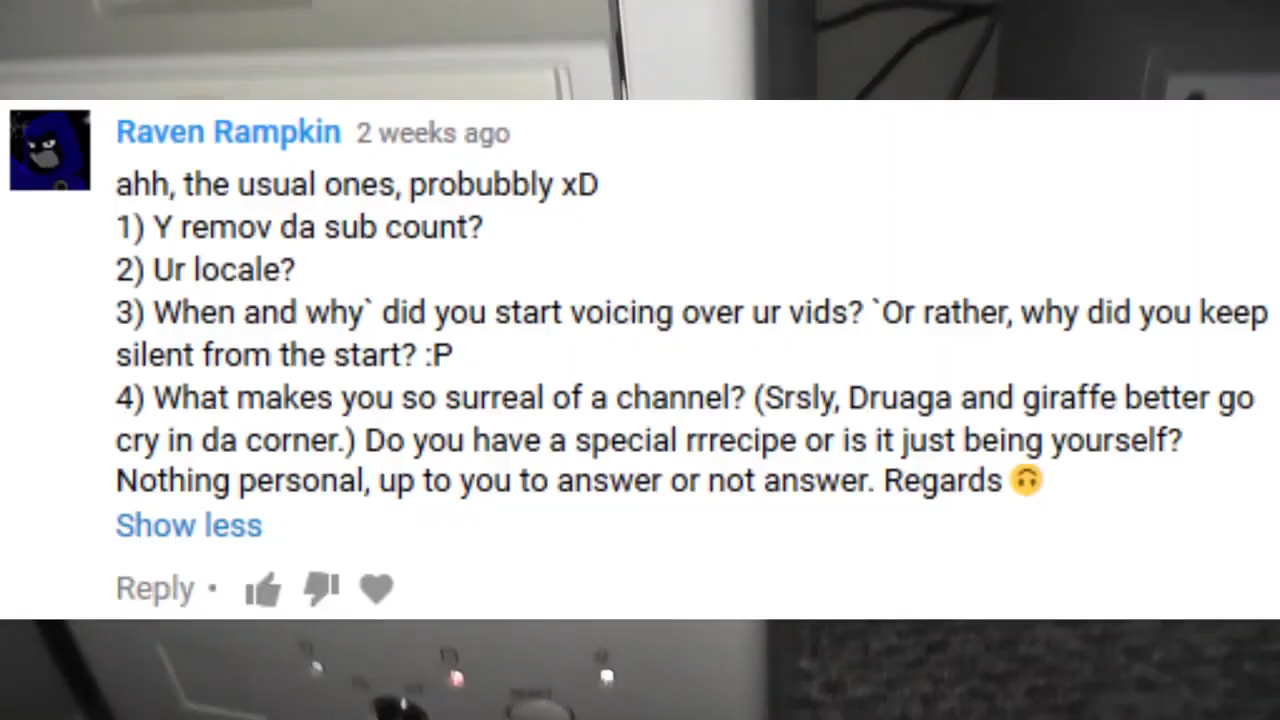 Raven Rampkin 2 weeks ago
ahh, the usual ones, probubbly xD
1) Y remov da sub count?
2) Ur locale?
3) When and why` did you start voicing over ur vids? `Or rather, why did you keep
silent from the start? :P
4) What makes you so surreal of a channel? (Srsly, Druaga and giraffe better go
cry in da corner.) Do you have a special rrrecipe or is it just being yourself?
Nothing personal, up to you to answer or not answer. Regards 🙃
Show less
Reply •